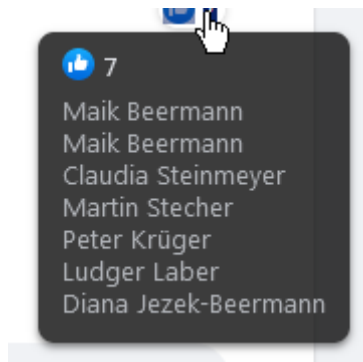 7
Maik Beermann
Maik Beermann
Claudia Steinmeyer
Martin Stecher
Peter Krüger
Ludger Laber
Diana Jezek-Beermann